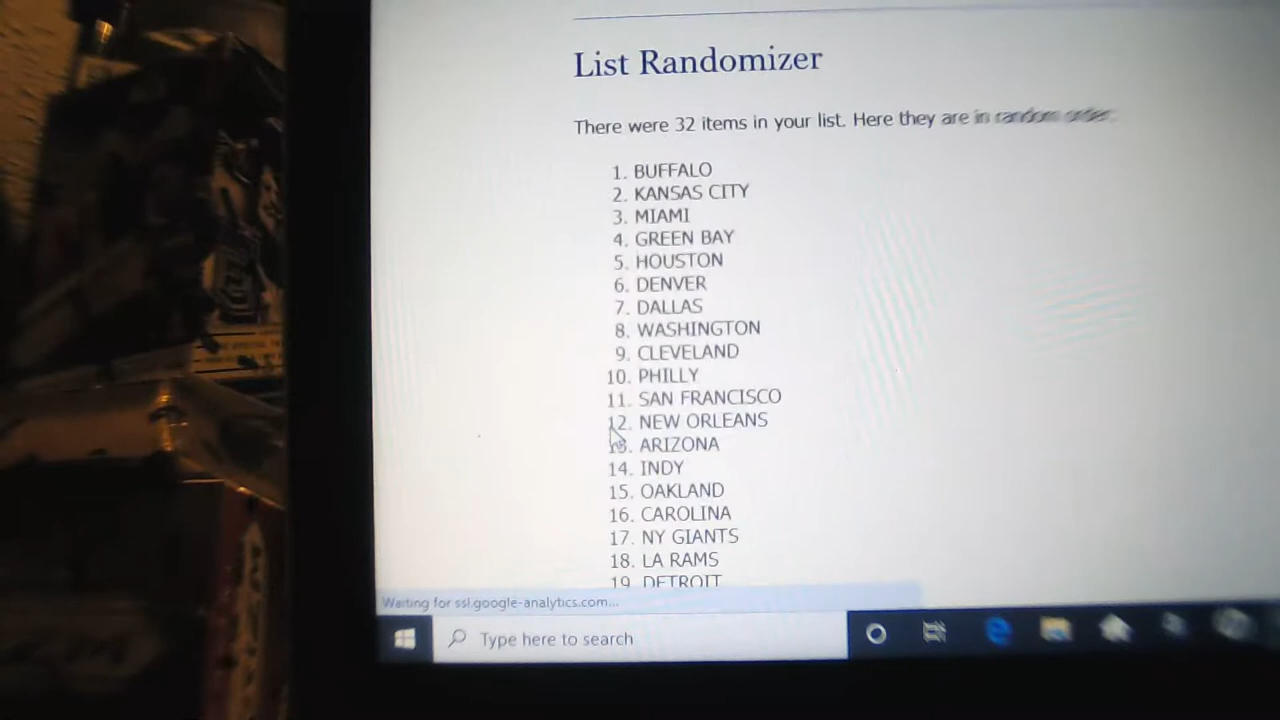 List Randomizer
There were 32 items in your list. Here they are in random order:
1. BUFFALO
2. KANSAS CITY
3. MIAMI
4. GREEN BAY
5. HOUSTON
6. DENVER
7. DALLAS
8. WASHINGTON
9. CLEVELAND
10. PHILLY
11. SAN FRANCISCO
12. NEW ORLEANS
13. ARIZONA
14. INDY
15. OAKLAND
16. CAROLINA
17. NY GIANTS
18. LA RAMS
19. DETROIT
Waiting for ssl.google-analytics.com...
Type here to search